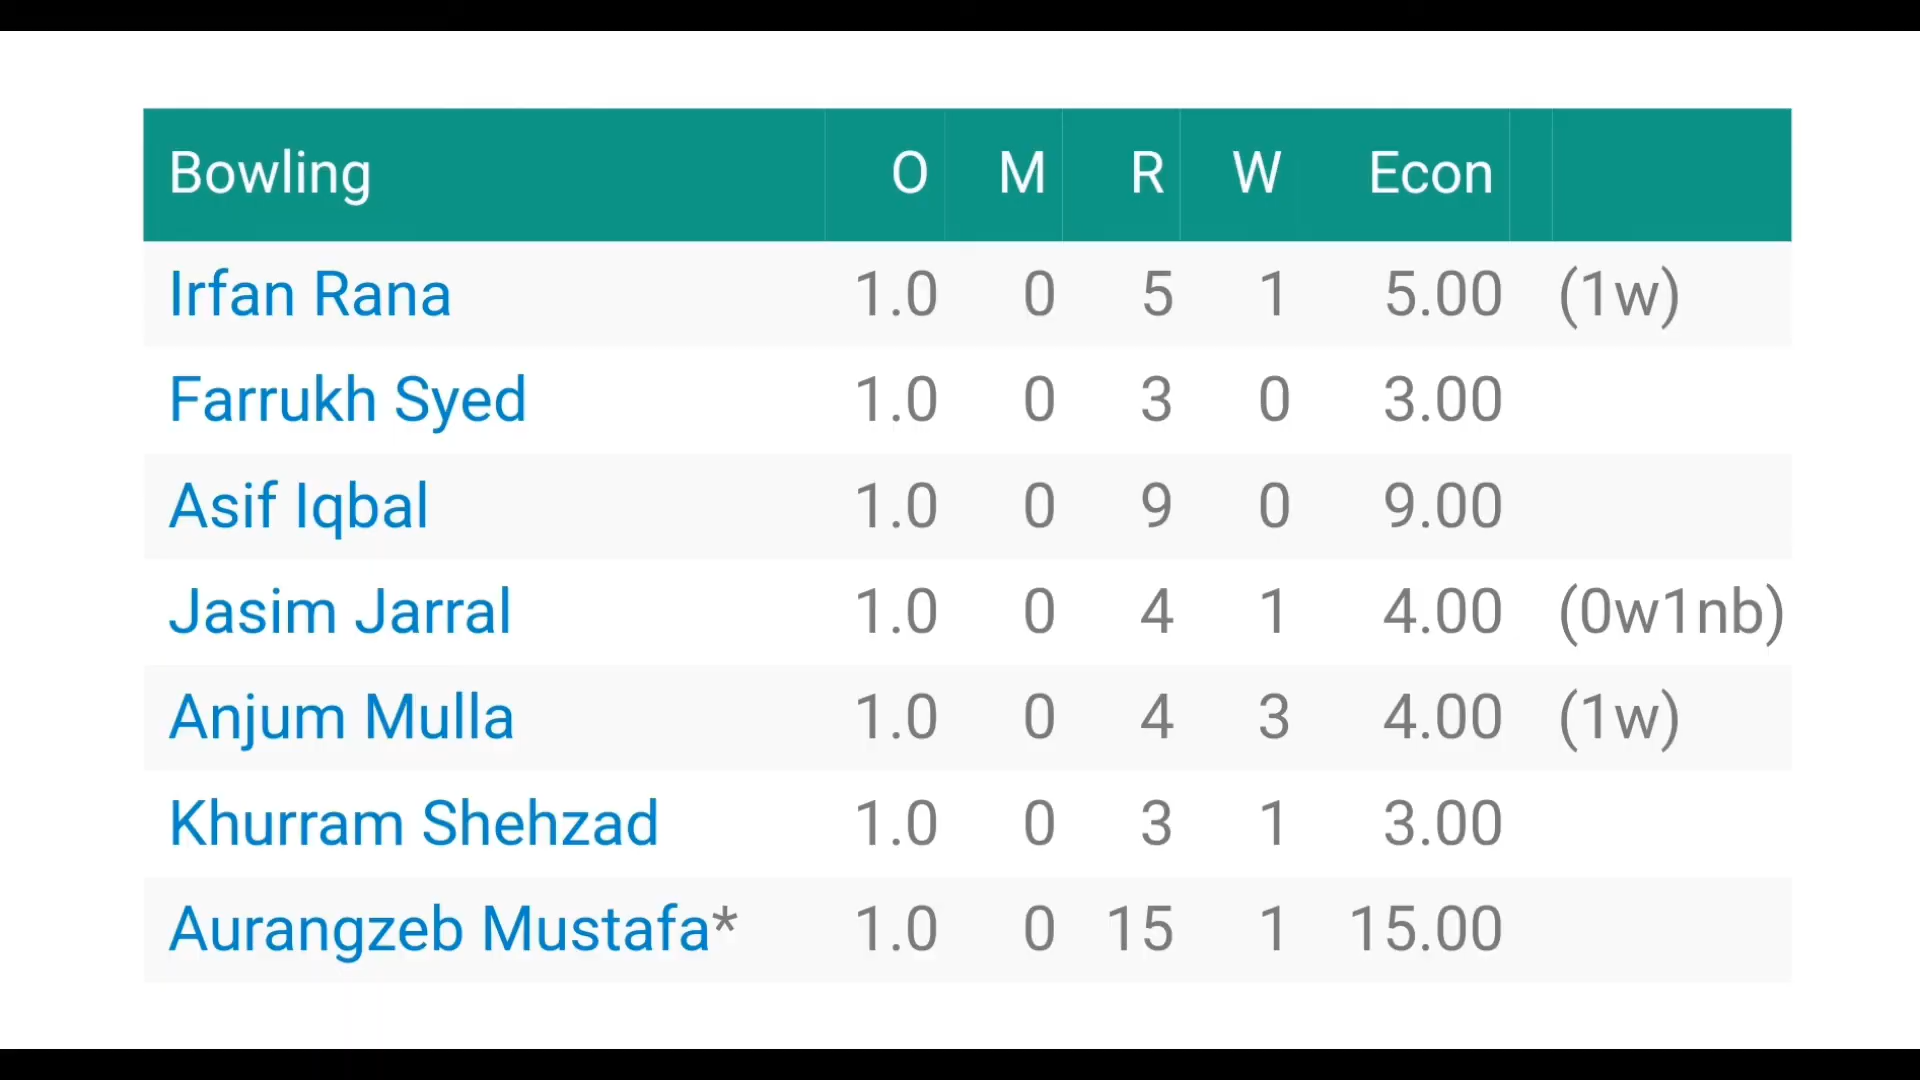 Bowling O M R W Econ
Irfan Rana 1.0 0 5 1 5.00 (1w)
Farrukh Syed 1.0 0 3 0 3.00
Asif Iqbal 1.0 0 9 0 9.00
Jasim Jarral 1.0 0 4 1 4.00 (0w1nb)
Anjum Mulla 1.0 0 4 3 4.00 (1w)
Khurram Shehzad 1.0 0 3 1 3.00
Aurangzeb Mustafa* 1.0 0 15 1 15.00